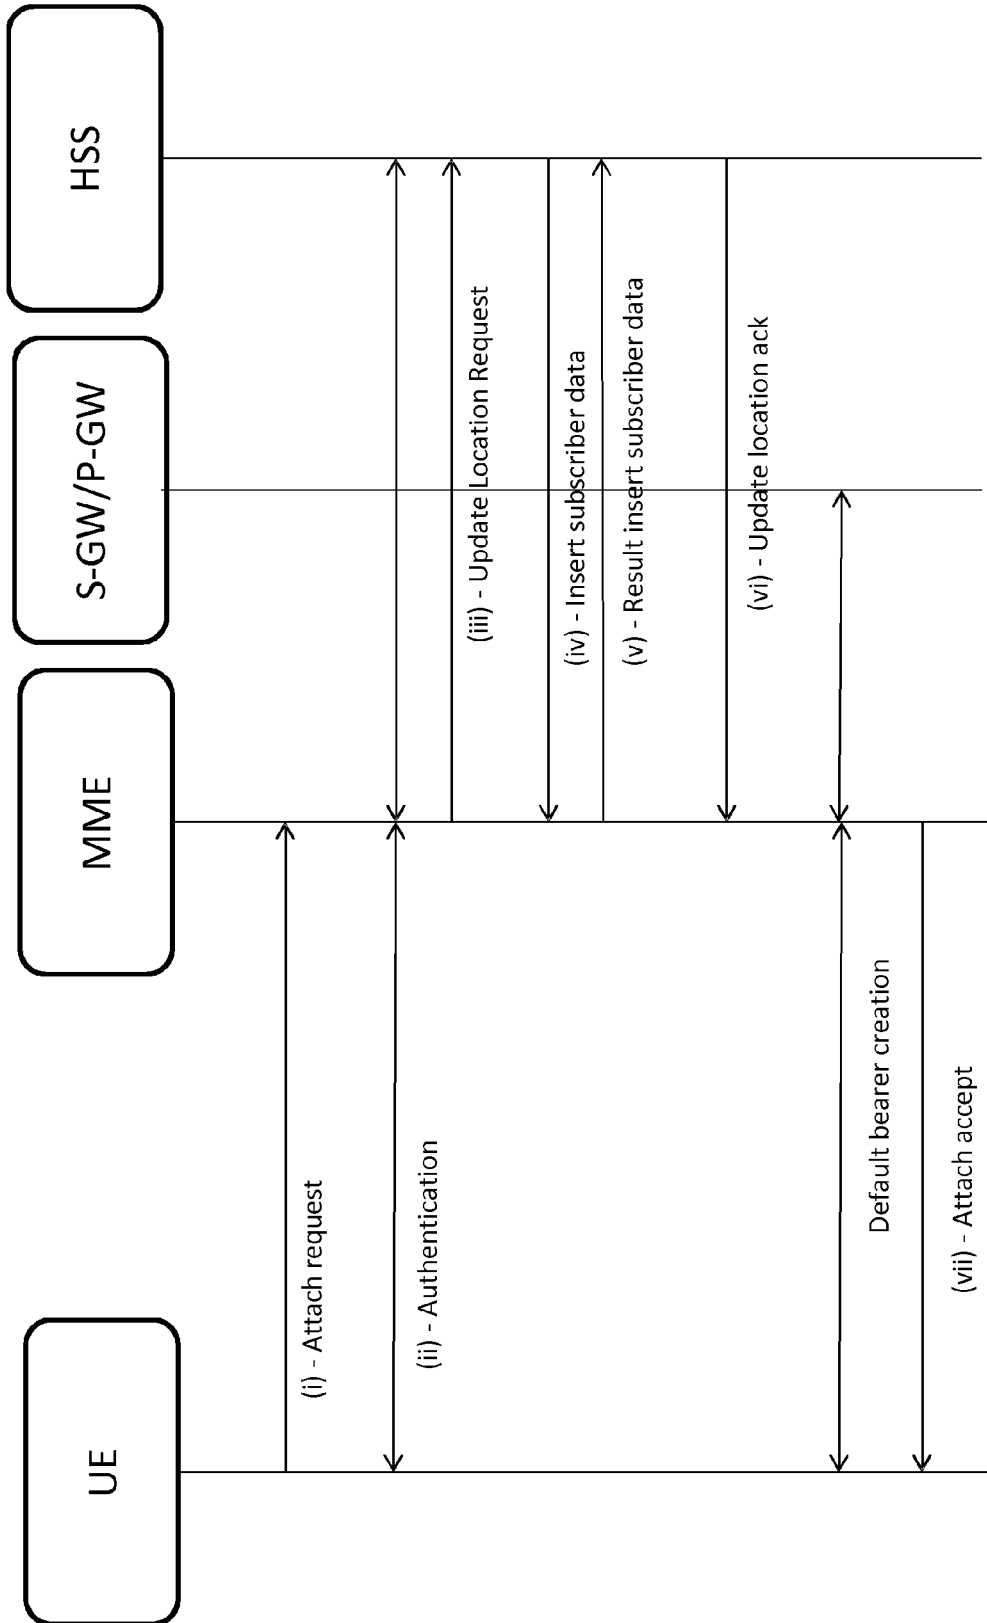 UE
MME
S-GW/P-GW
HSS
(i) - Attach request
(ii) - Authentication
(iii) - Update Location Request
(iv) - Insert subscriber data
(v) - Result insert subscriber data
(vi) - Update location ack
Default bearer creation
(vii) - Attach accept